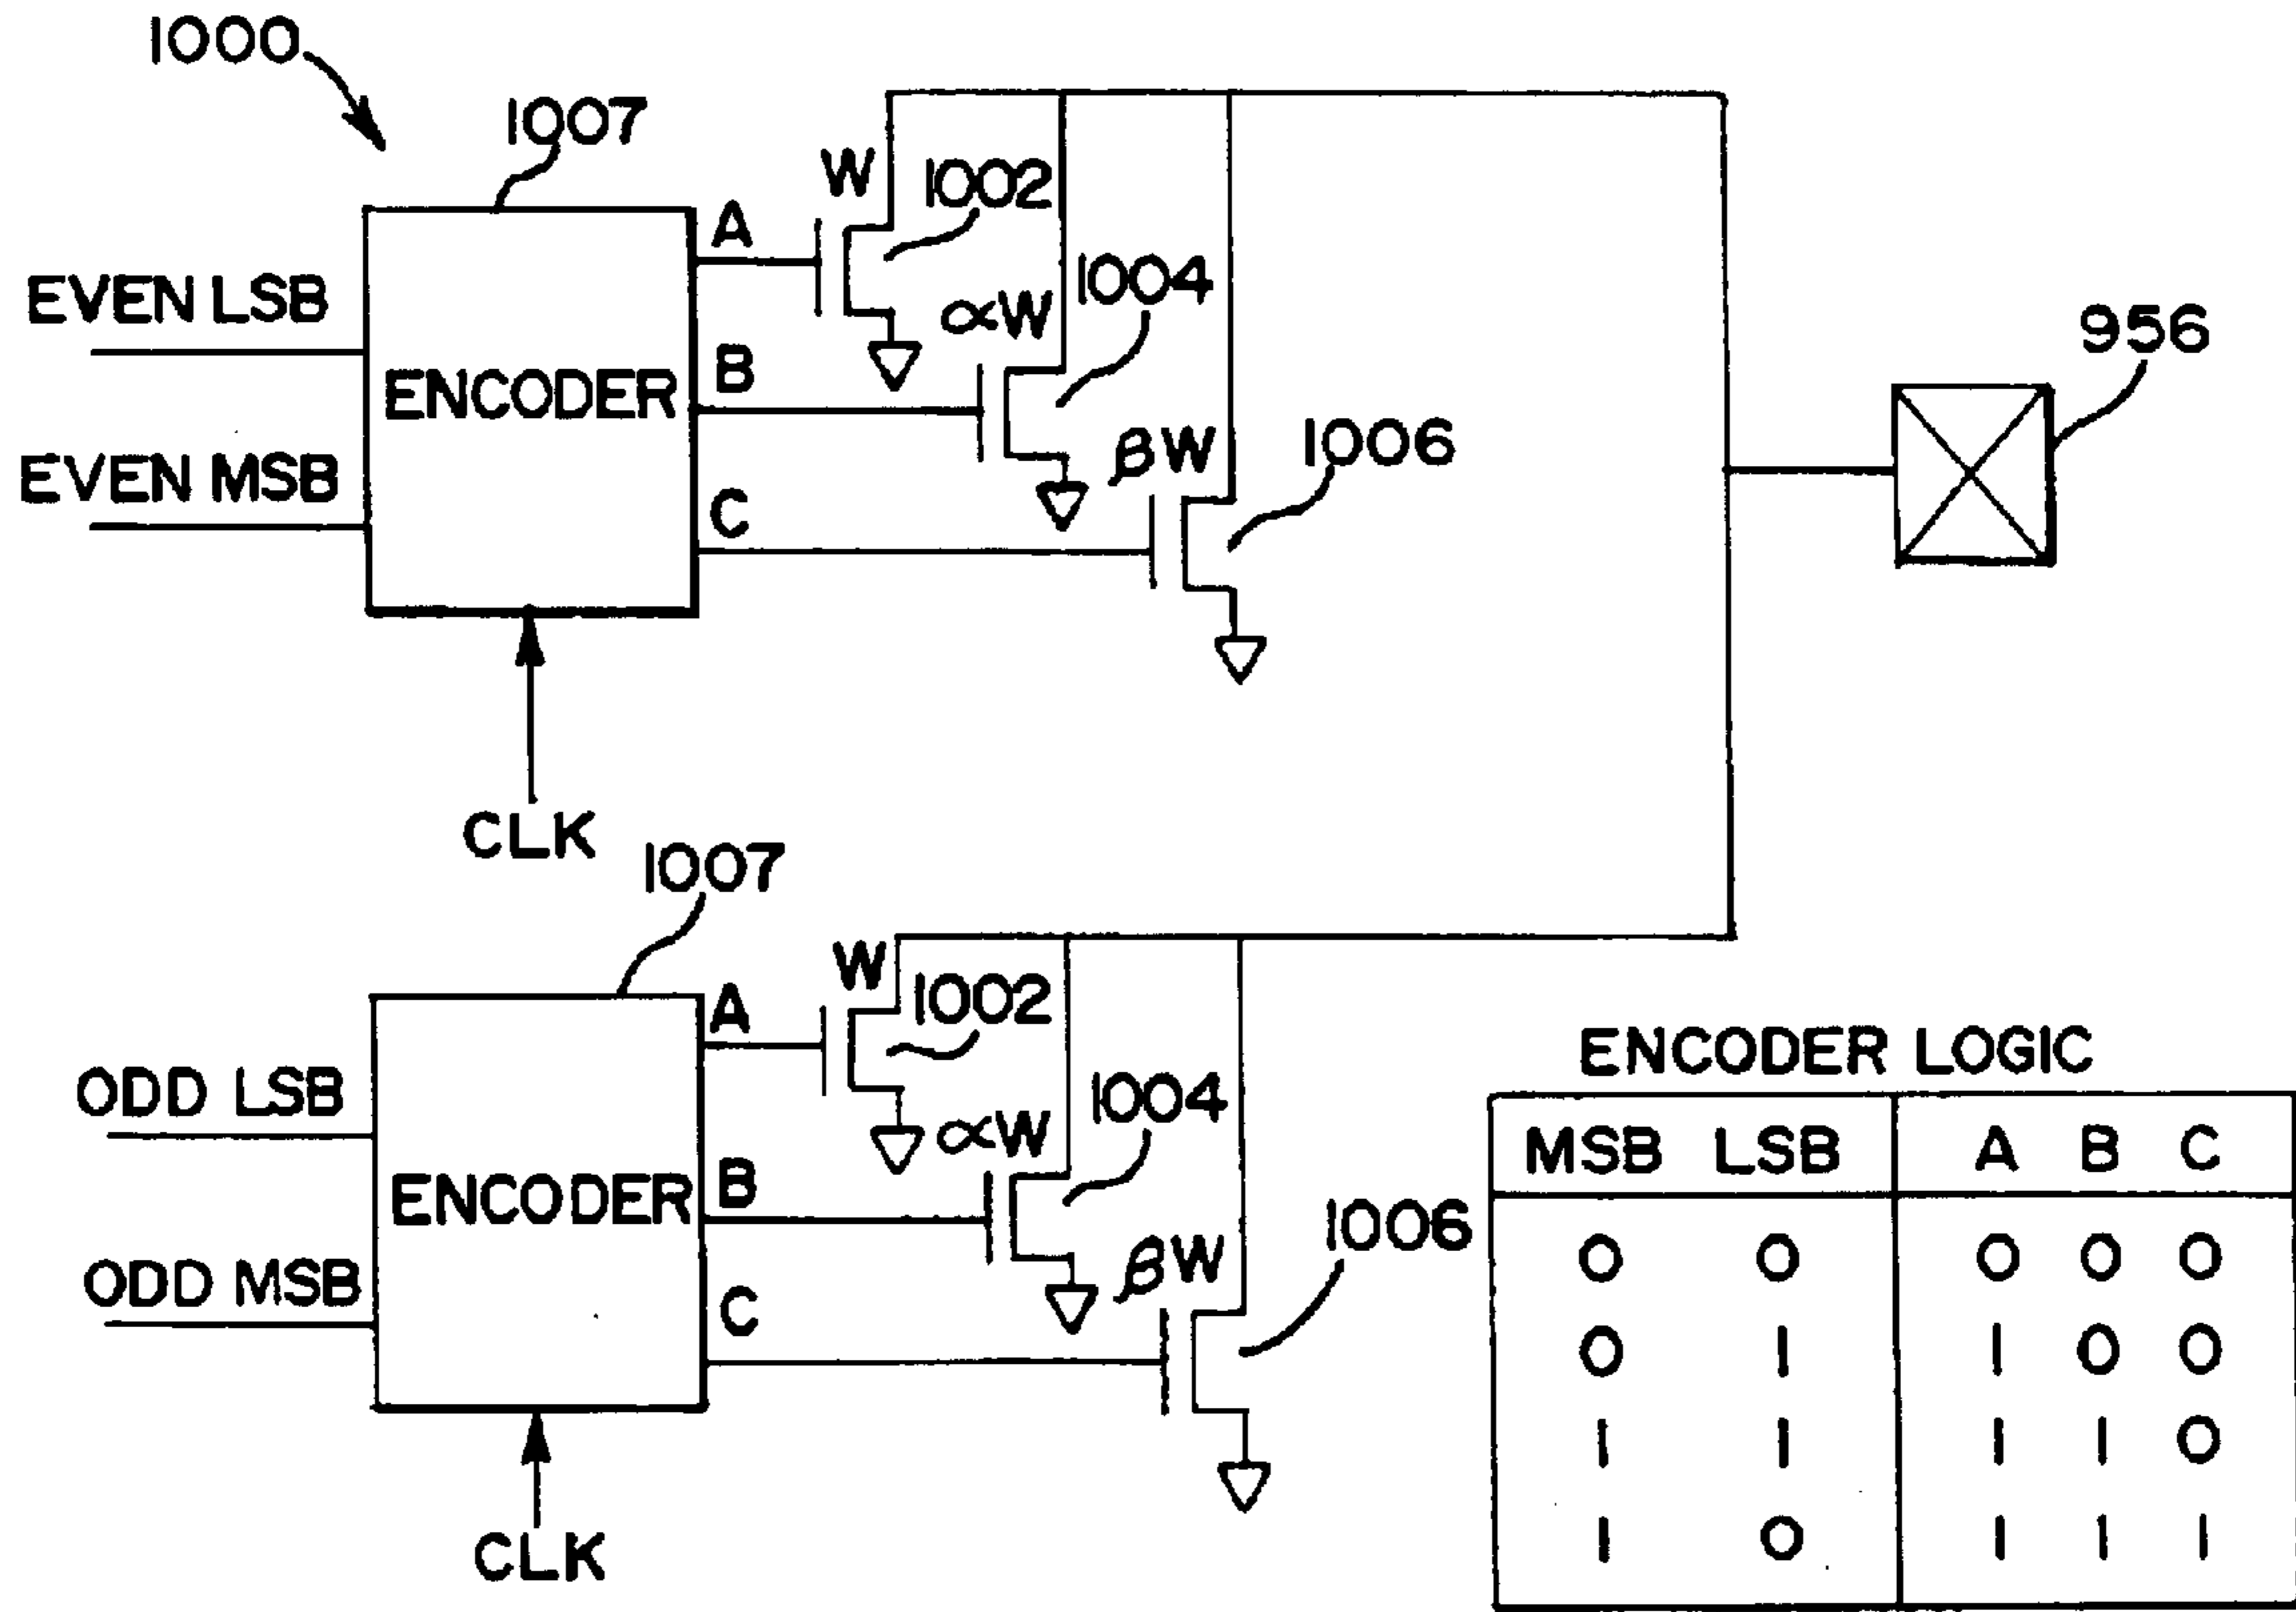 1000
1007
W
1002
A
EVEN LSB
αW
1004
B
ENCODER
956
EVEN MSB
βW
1006
C
CLK
1007
W
1002
A
ODD LSB
αW
1004
B
ENCODER
ODD MSB
βW
1006
C
CLK
ENCODER LOGIC
MSB LSB A B C
0 0 0 0 0
0 1 1 0 0
1 1 1 1 0
1 0 1 1 1